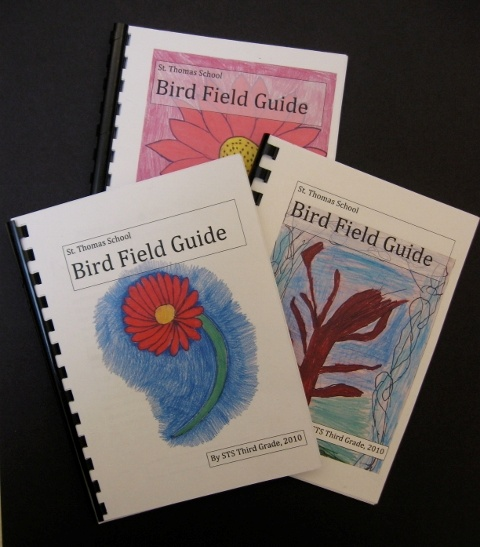 St. Thomas School
Bird Field Guide
St. Thomas School
Bird Field Guide
By STS Third Grade, 2010
St. Thomas School
Bird Field Guide
STS Third Grade, 2010